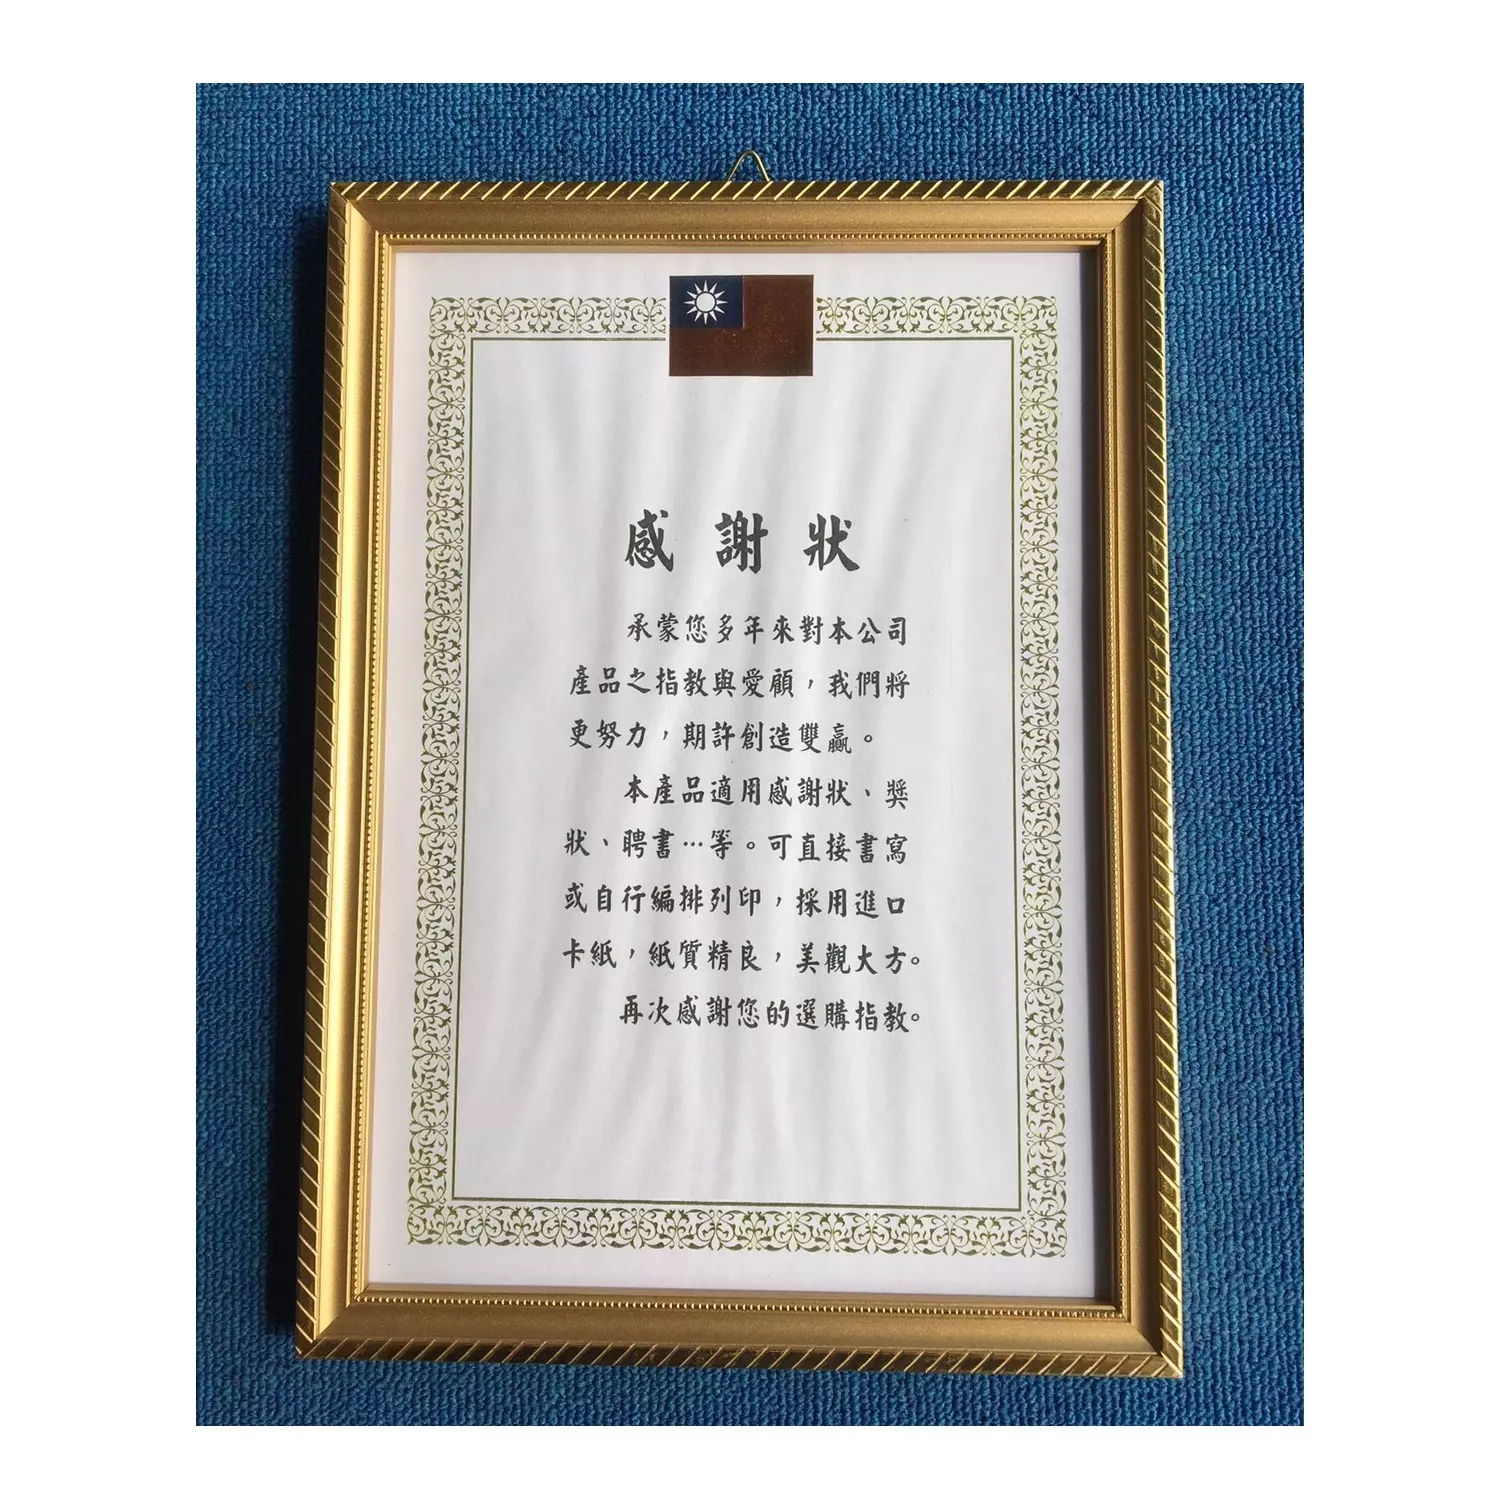 感謝狀
承蒙您多年來對本公司
產品之指教與愛顧，我們將
更努力，期許創造雙贏。
本產品適用感謝狀、獎
狀、聘書…等。可直接書寫
或自行編排列印，採用進口
卡紙，紙質精良，美觀大方。
再次感謝您的選購指教。